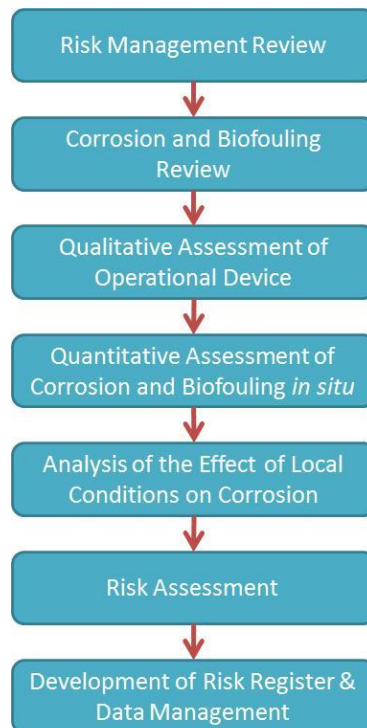 Risk Management Review
Corrosion and Biofouling
Review
Qualitative Assessment of
Operational Device
Quantitative Assessment of
Corrosion and Biofouling in situ
Analysis of the Effect of Local
Conditions on Corrosion
Risk Assessment
Development of Risk Register &
Data Management